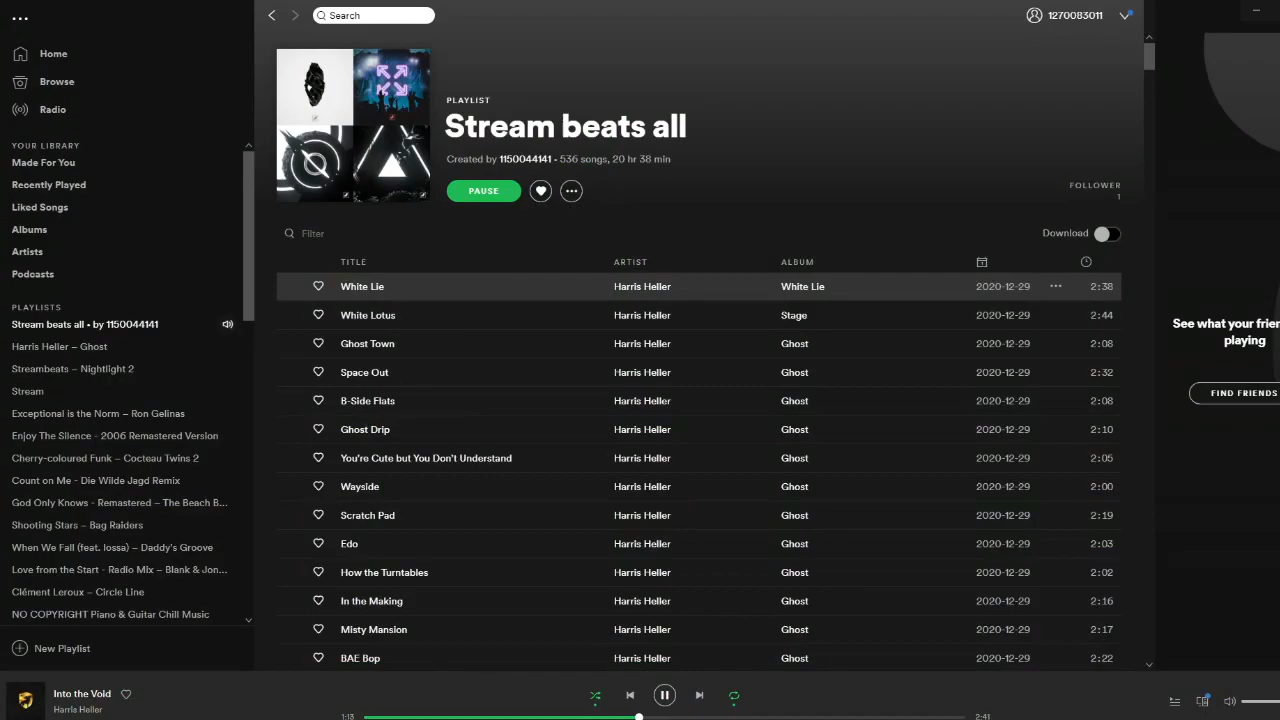 Search
1270083011
Home
Browse
Radio
YOUR LIBRARY
Made For You
Recently Played
Liked Songs
Albums
Artists
Podcasts
PLAYLISTS
Stream beats all • by 1150044141
Harris Heller – Ghost
Streambeats – Nightlight 2
Stream
Exceptional is the Norm – Ron Gelinas
Enjoy The Silence - 2006 Remastered Version
Cherry-coloured Funk – Cocteau Twins 2
Count on Me - Die Wilde Jagd Remix
God Only Knows - Remastered – The Beach B...
Shooting Stars – Bag Raiders
When We Fall (feat. Iossa) – Daddy's Groove
Love from the Start - Radio Mix – Blank & Jon...
Clément Leroux – Circle Line
NO COPYRIGHT Piano & Guitar Chill Music
New Playlist
PLAYLIST
Stream beats all
Created by 1150044141 • 536 songs, 20 hr 38 min
PAUSE
FOLLOWER
1
Filter
Download
TITLE ARTIST ALBUM
White Lie Harris Heller White Lie 2020-12-29 2:38
White Lotus Harris Heller Stage 2020-12-29 2:44
Ghost Town Harris Heller Ghost 2020-12-29 2:08
Space Out Harris Heller Ghost 2020-12-29 2:32
B-Side Flats Harris Heller Ghost 2020-12-29 2:08
Ghost Drip Harris Heller Ghost 2020-12-29 2:10
You're Cute but You Don't Understand Harris Heller Ghost 2020-12-29 2:05
Wayside Harris Heller Ghost 2020-12-29 2:00
Scratch Pad Harris Heller Ghost 2020-12-29 2:19
Edo Harris Heller Ghost 2020-12-29 2:03
How the Turntables Harris Heller Ghost 2020-12-29 2:02
In the Making Harris Heller Ghost 2020-12-29 2:16
Misty Mansion Harris Heller Ghost 2020-12-29 2:17
BAE Bop Harris Heller Ghost 2020-12-29 2:22
See what your frien
playing
FIND FRIENDS
Into the Void
Harris Heller
1:13
2:41